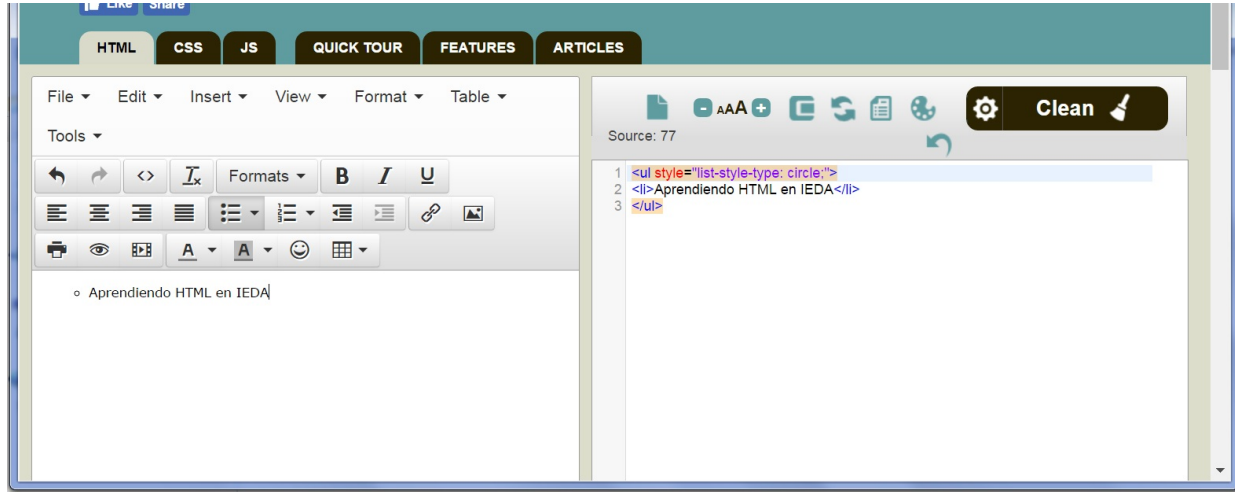 Like Share
HTML CSS JS QUICK TOUR FEATURES ARTICLES
File Edit Insert View Format Table
Tools
Formats B I U
A A
Aprendiendo HTML en IEDA
AAA Clean
Source: 77
1 <ul style="list-style-type: circle;">
2 <li>Aprendiendo HTML en IEDA</li>
3 </ul>